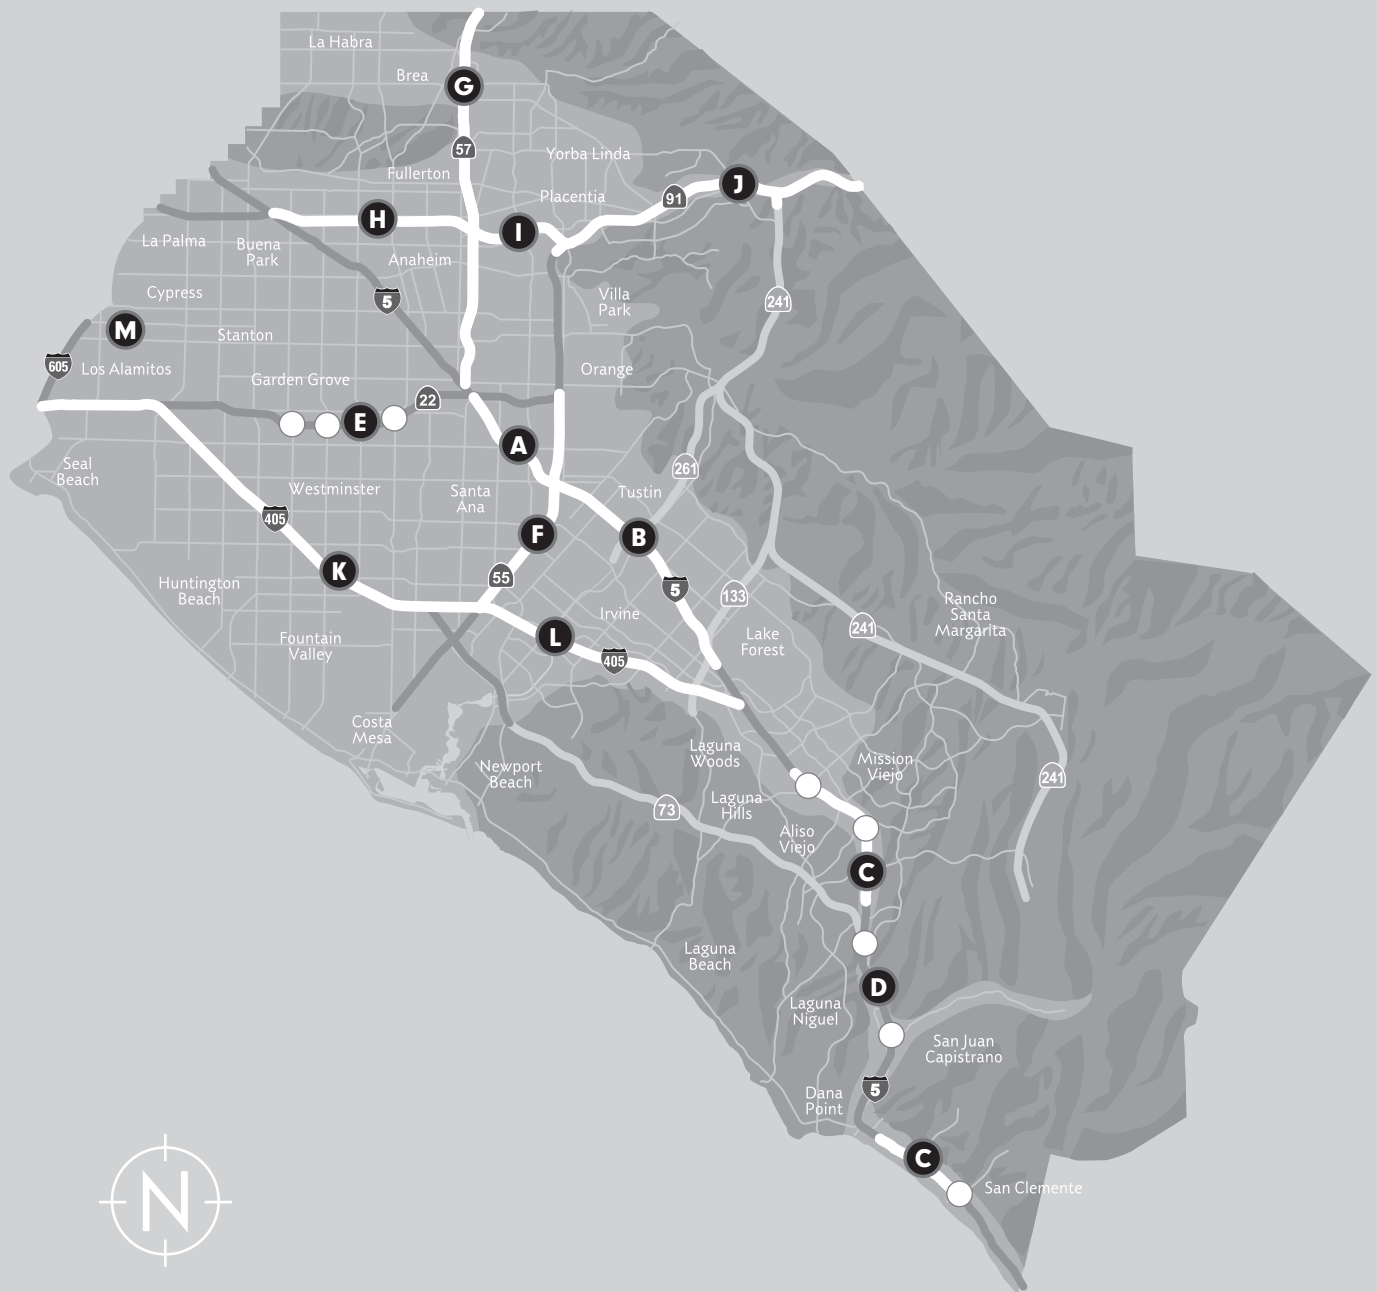 La Habra
Brea
G
57
Yorba Linda
Fullerton
J
91
Placentia
H
I
La Palma
Buena
Park
Anaheim
Cypress
5
Villa
Park
241
M
Stanton
605
Los Alamitos
Orange
Garden Grove
22
E
A
Seal
Beach
261
Westminster
Santa
Ana
Tustin
405
F
B
K
55
5
133
Huntington
Beach
Rancho
Santa
Margarita
Irvine
241
Fountain
Valley
L
Lake
Forest
405
Costa
Mesa
Laguna
Woods
Mission
Viejo
Newport
Beach
241
73
Laguna
Hills
Aliso
Viejo
C
Laguna
Beach
D
Laguna
Niguel
San Juan
Capistrano
5
Dana
Point
C
San Clemente
N